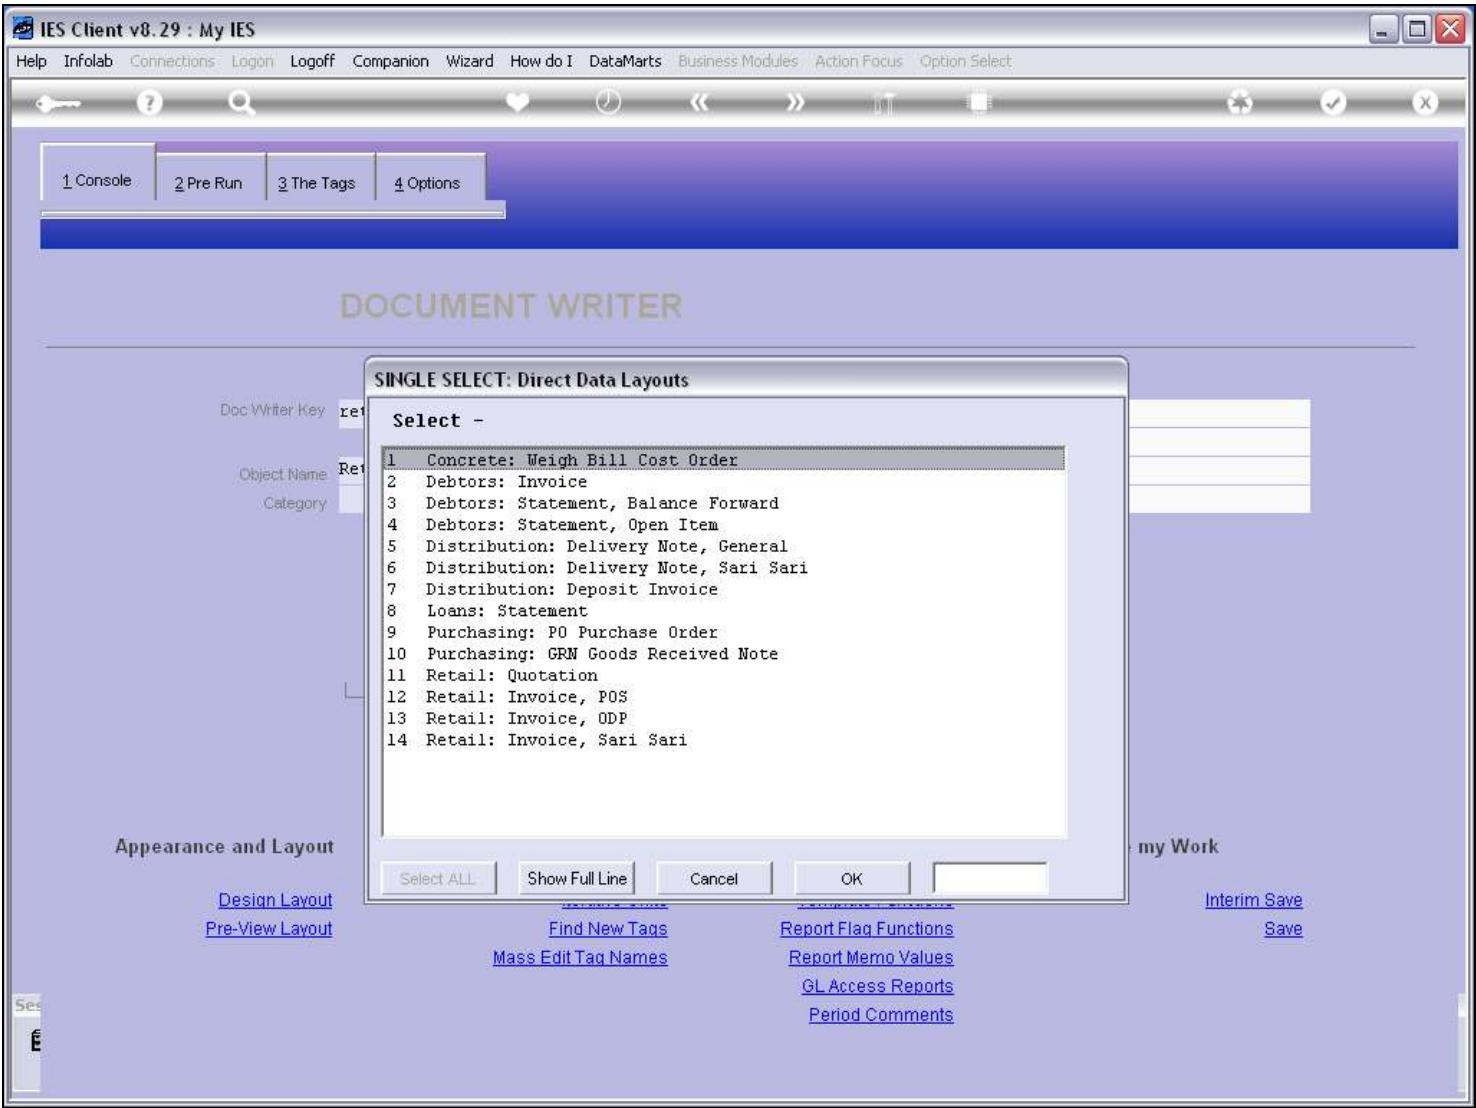 IES Client v8.29 : My IES
Help Infolab Connections Logon Logoff Companion Wizard How do I DataMarts Business Modules Action Focus Option Select
1 Console 2 Pre Run 3 The Tags 4 Options
DOCUMENT WRITER
SINGLE SELECT: Direct Data Layouts
Doc Writer Key
Select -
Object Name
Category
1 Concrete: Weigh Bill Cost Order
2 Debtors: Invoice
3 Debtors: Statement, Balance Forward
4 Debtors: Statement, Open Item
5 Distribution: Delivery Note, General
6 Distribution: Delivery Note, Sari Sari
7 Distribution: Deposit Invoice
8 Loans: Statement
9 Purchasing: PO Purchase Order
10 Purchasing: GRN Goods Received Note
11 Retail: Quotation
12 Retail: Invoice, POS
13 Retail: Invoice, ODP
14 Retail: Invoice, Sari Sari
Select ALL Show Full Line Cancel OK
Appearance and Layout
my Work
Design Layout
Pre-View Layout
Find New Tags
Mass Edit Tag Names
Report Flag Functions
Report Memo Values
GL Access Reports
Period Comments
Interim Save
Save